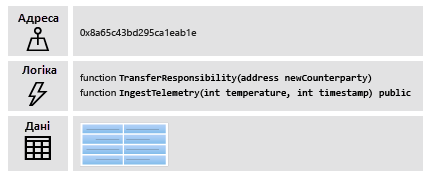 Адреса
0x8a65c43bd295ca1eab1e
Логіка
function TransferResponsibility(address newCounterparty)
function IngestTelemetry(int temperature, int timestamp) public
Дані